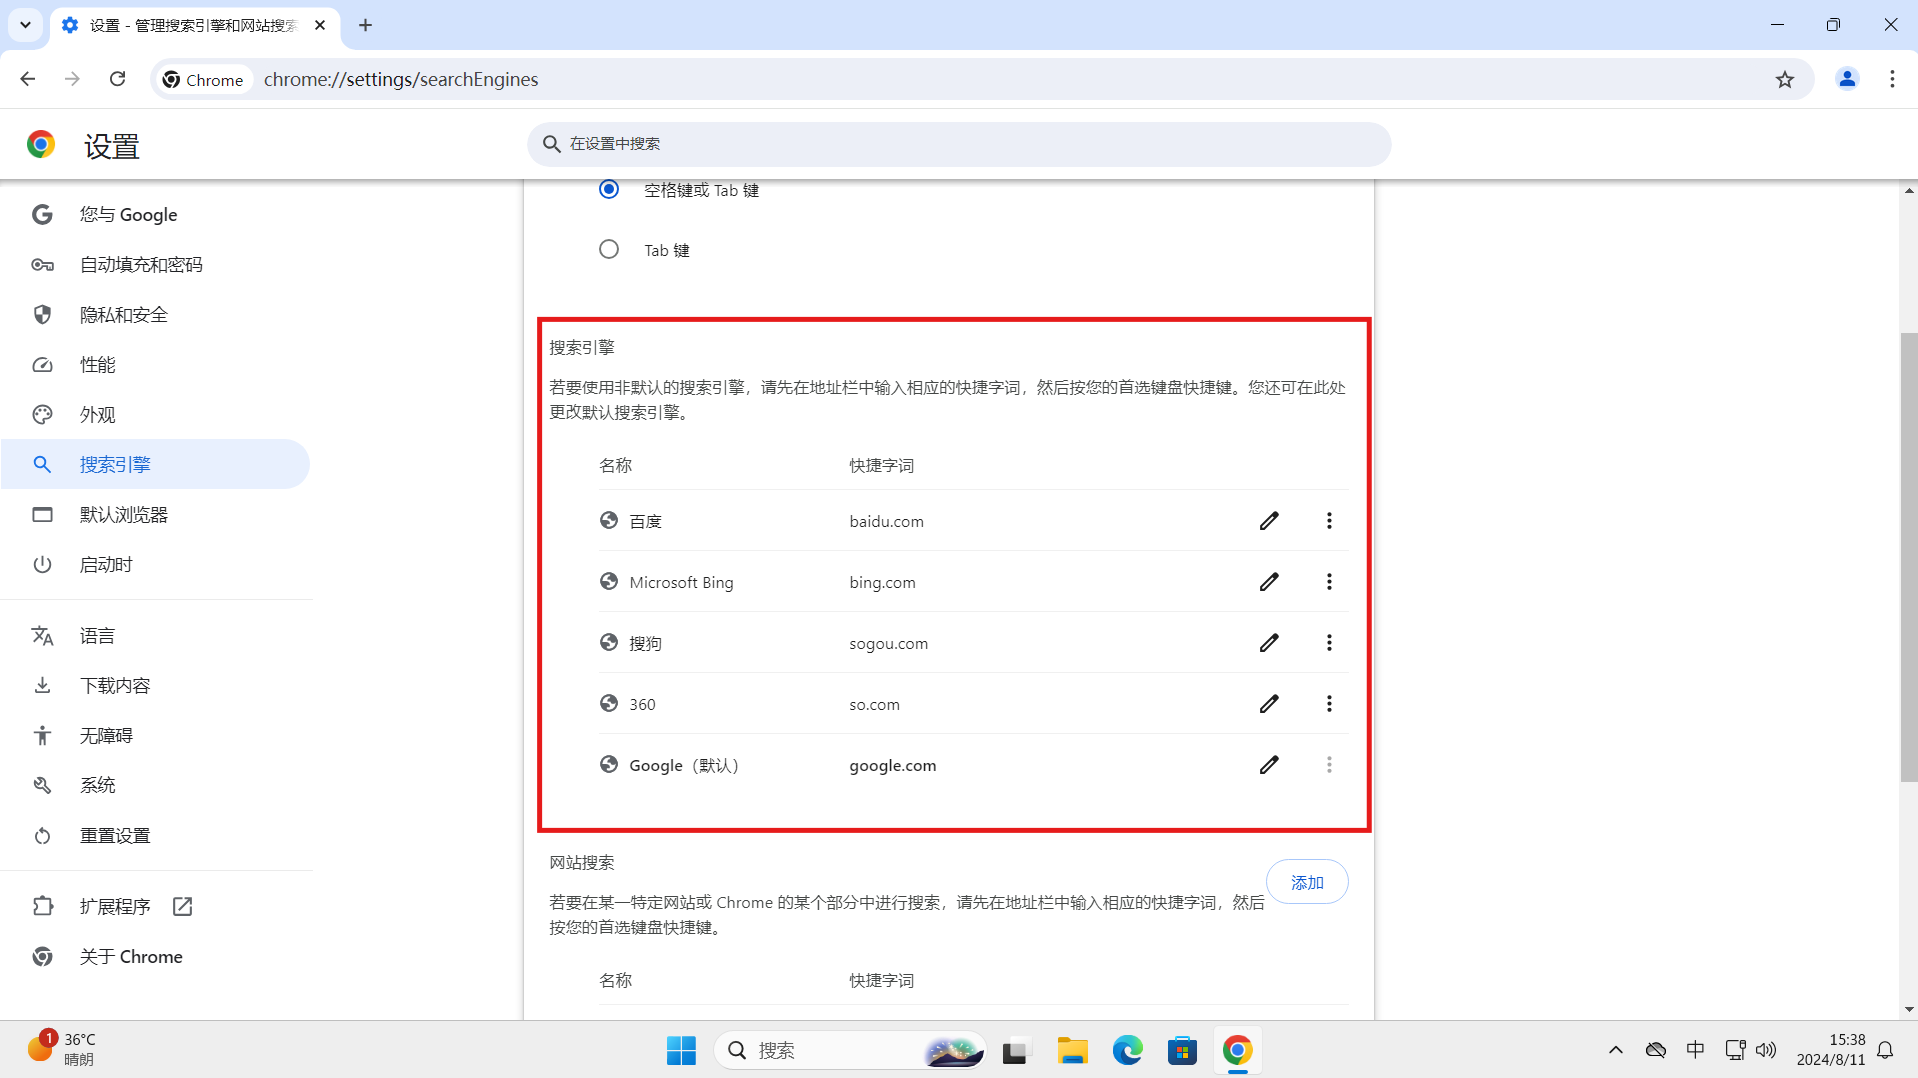 设置 - 管理搜索引擎和网站搜索
Chrome
chrome://settings/searchEngines
设置
在设置中搜索
您与 Google
自动填充和密码
隐私和安全
性能
外观
搜索引擎
默认浏览器
启动时
语言
下载内容
无障碍
系统
重置设置
扩展程序
关于 Chrome
空格键或 Tab 键
Tab 键
搜索引擎
若要使用非默认的搜索引擎，请先在地址栏中输入相应的快捷字词，然后按您的首选键盘快捷键。您还可在此处
更改默认搜索引擎。
名称 快捷字词
百度 baidu.com
Microsoft Bing bing.com
搜狗 sogou.com
360 so.com
Google（默认） google.com
网站搜索
添加
若要在某一特定网站或 Chrome 的某个部分中进行搜索，请先在地址栏中输入相应的快捷字词，然后
按您的首选键盘快捷键。
名称 快捷字词
1
36°C
晴朗
搜索
中
15:38
2024/8/11